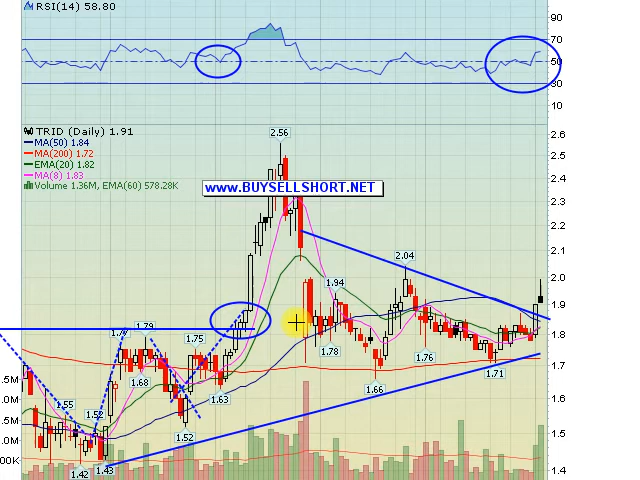 RSI(14) 58.80
90
70
50
30
10
TRID (Daily) 1.91
MA(50) 1.84
MA(200) 1.72
EMA(20) 1.82
MA(8) 1.83
Volume 1.36M, EMA(60) 578.28K
www.BUYSELLSHORT.NET
2.56
2.04
1.94
1.79
1.75
1.78
1.76
1.71
1.68
1.66
1.63
1.55
1.52
1.52
1.42
1.43
2.6
2.5
2.4
2.3
2.2
2.1
2.0
1.9
1.8
1.7
1.6
1.5
1.4
.5M
.0M
.5M
.0M
00K